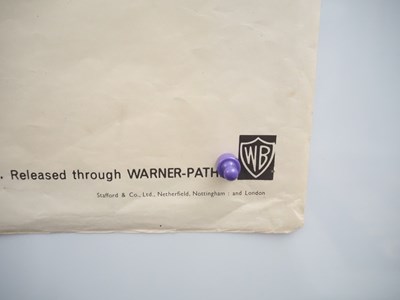 . Released through WARNER-PATH
WB
Stafford & Co., Ltd., Netherfield, Nottingham : and London